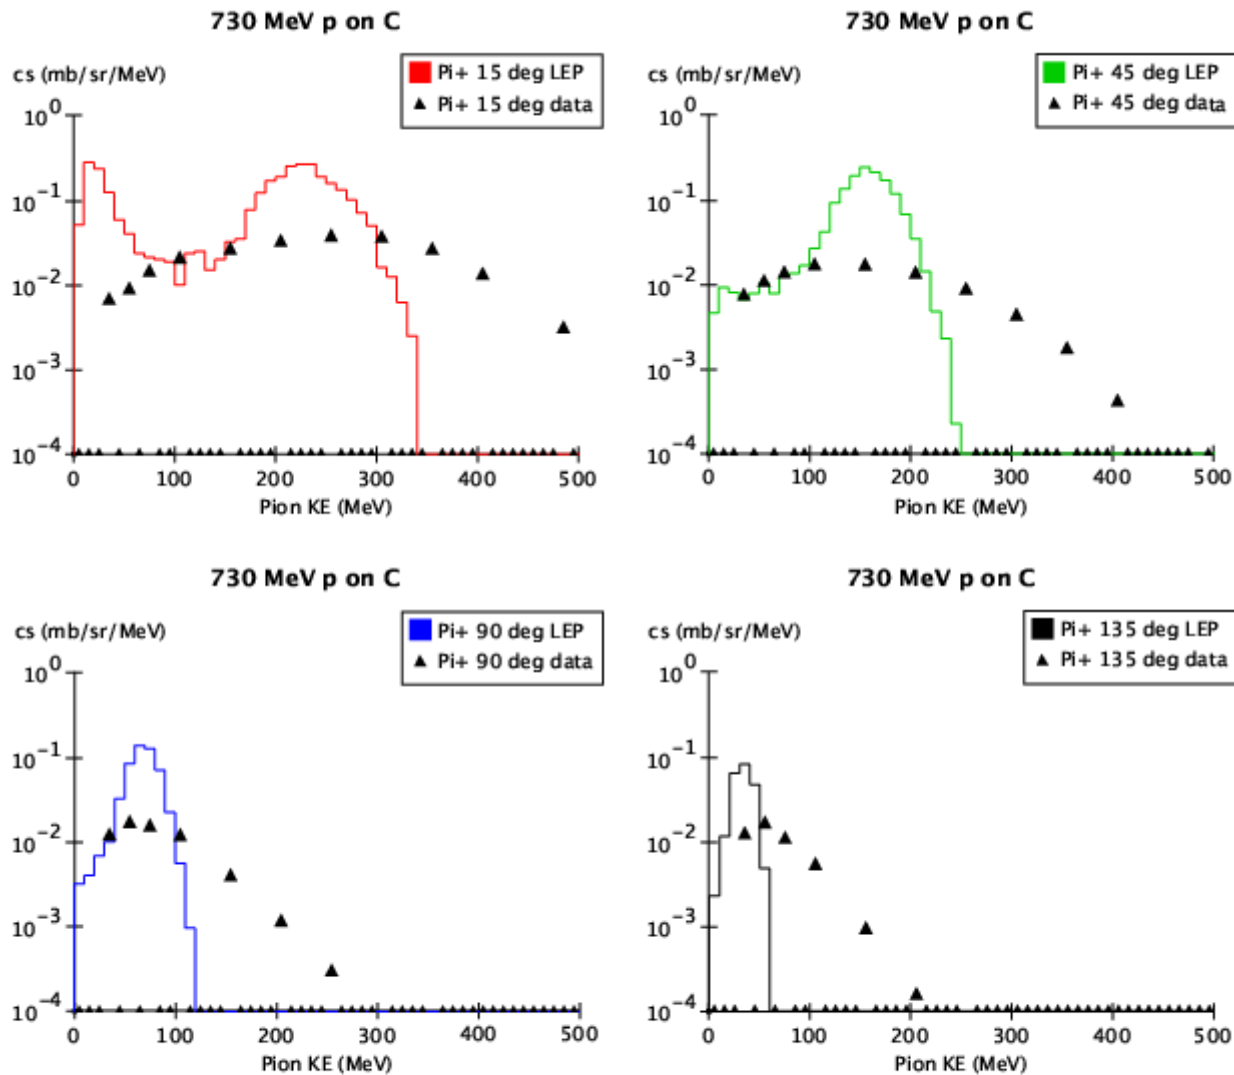 730 MeV p on C
cs (mb/sr/MeV)
Pi+ 15 deg LEP
Pi+ 15 deg data
10^0
10^-1
10^-2
10^-3
10^-4
0 100 200 300 400 500
Pion KE (MeV)
730 MeV p on C
cs (mb/sr/MeV)
Pi+ 45 deg LEP
Pi+ 45 deg data
10^0
10^-1
10^-2
10^-3
10^-4
0 100 200 300 400 500
Pion KE (MeV)
730 MeV p on C
cs (mb/sr/MeV)
Pi+ 90 deg LEP
Pi+ 90 deg data
10^0
10^-1
10^-2
10^-3
10^-4
0 100 200 300 400 500
Pion KE (MeV)
730 MeV p on C
cs (mb/sr/MeV)
Pi+ 135 deg LEP
Pi+ 135 deg data
10^0
10^-1
10^-2
10^-3
10^-4
0 100 200 300 400 500
Pion KE (MeV)